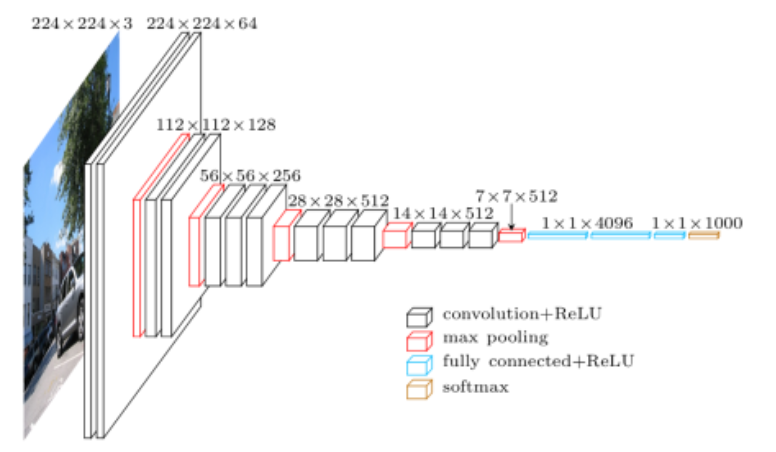 224×224×3
224×224×64
112×112×128
56×56×256
28×28×512
14×14×512
7×7×512
1×1×4096
1×1×1000
convolution+ReLU
max pooling
fully connected+ReLU
softmax